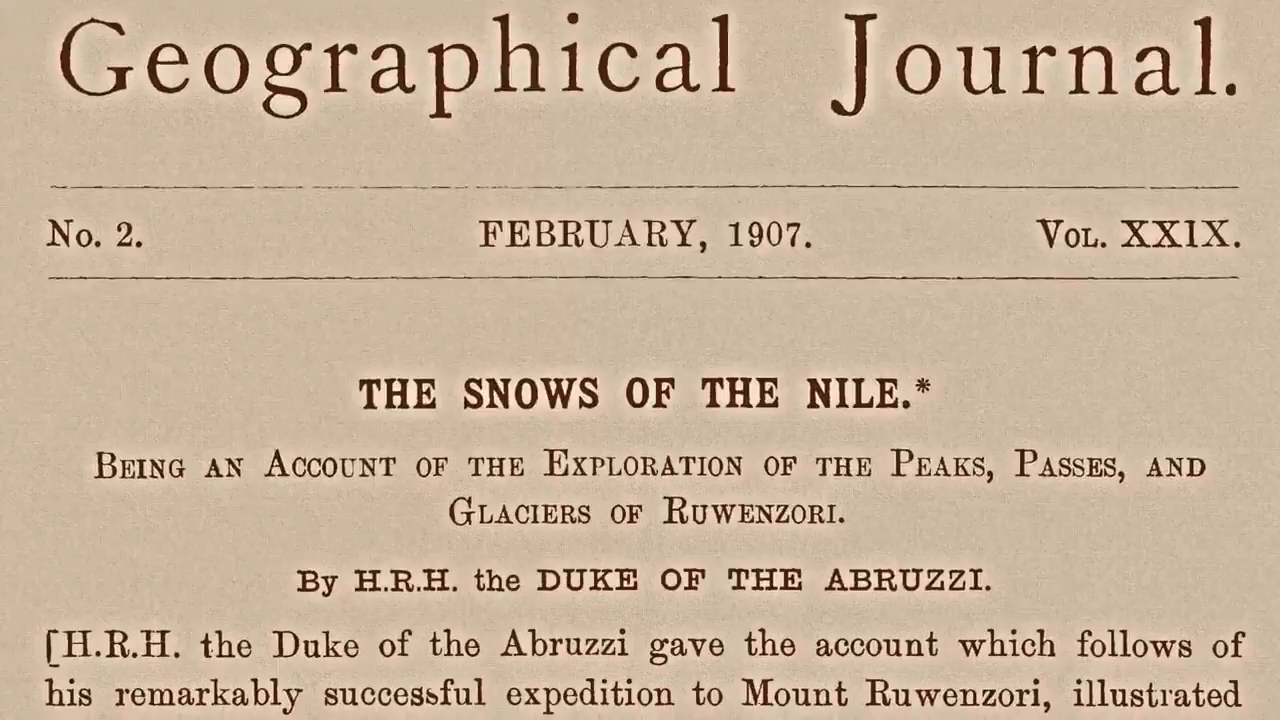 Geographical Journal.
No. 2. FEBRUARY, 1907. Vol. XXIX.
THE SNOWS OF THE NILE.*
Being an Account of the Exploration of the Peaks, Passes, and
Glaciers of Ruwenzori.
By H.R.H. the DUKE OF THE ABRUZZI.
[H.R.H. the Duke of the Abruzzi gave the account which follows of
his remarkably successful expedition to Mount Ruwenzori, illustrated